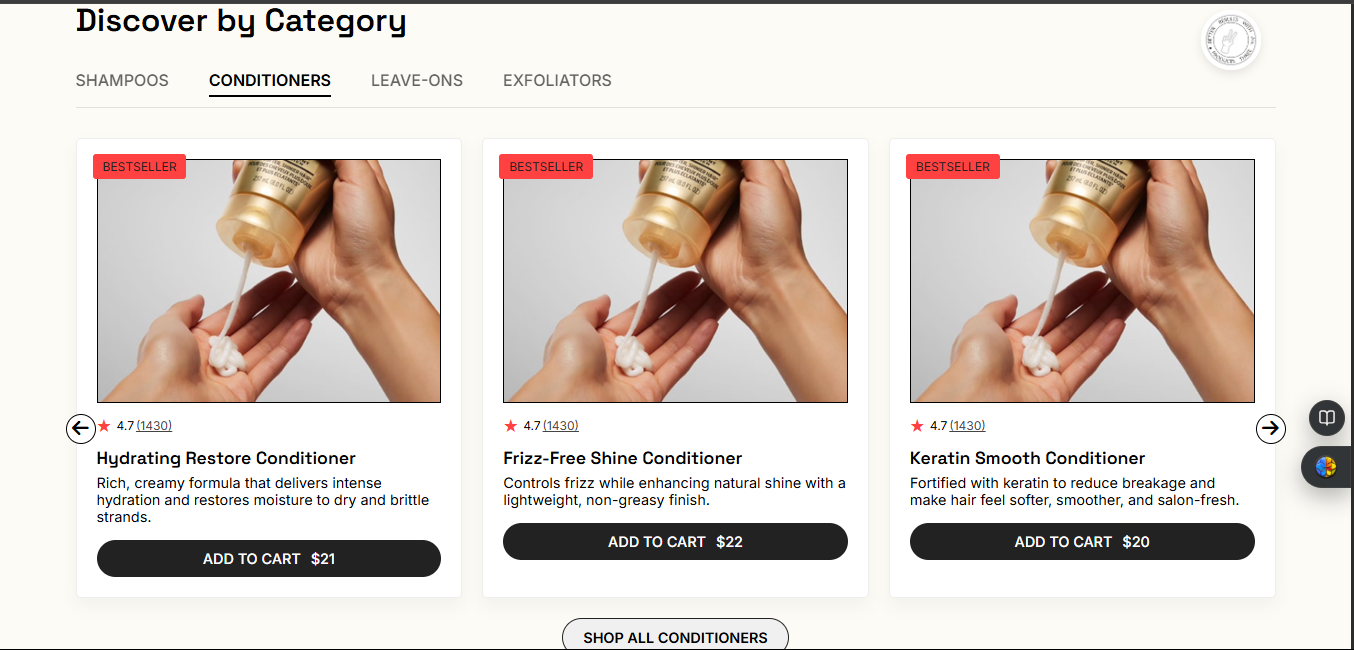 Discover by Category
SHAMPOOS CONDITIONERS LEAVE-ONS EXFOLIATORS
BESTSELLER
BESTSELLER
BESTSELLER
★ 4.7 (1430)
Hydrating Restore Conditioner
Rich, creamy formula that delivers intense
hydration and restores moisture to dry and brittle
strands.
ADD TO CART $21
★ 4.7 (1430)
Frizz-Free Shine Conditioner
Controls frizz while enhancing natural shine with a
lightweight, non-greasy finish.
ADD TO CART $22
★ 4.7 (1430)
Keratin Smooth Conditioner
Fortified with keratin to reduce breakage and
make hair feel softer, smoother, and salon-fresh.
ADD TO CART $20
SHOP ALL CONDITIONERS